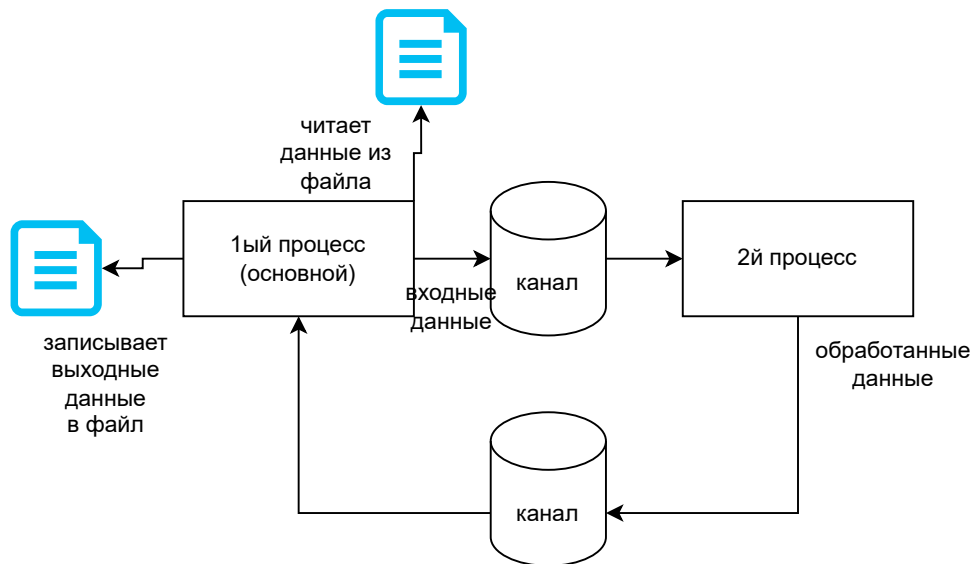 читает
данные из
файла
1ый процесс
(основной)
входные
данные
канал
2й процесс
записывает
выходные
данные
в файл
обработанные
данные
канал